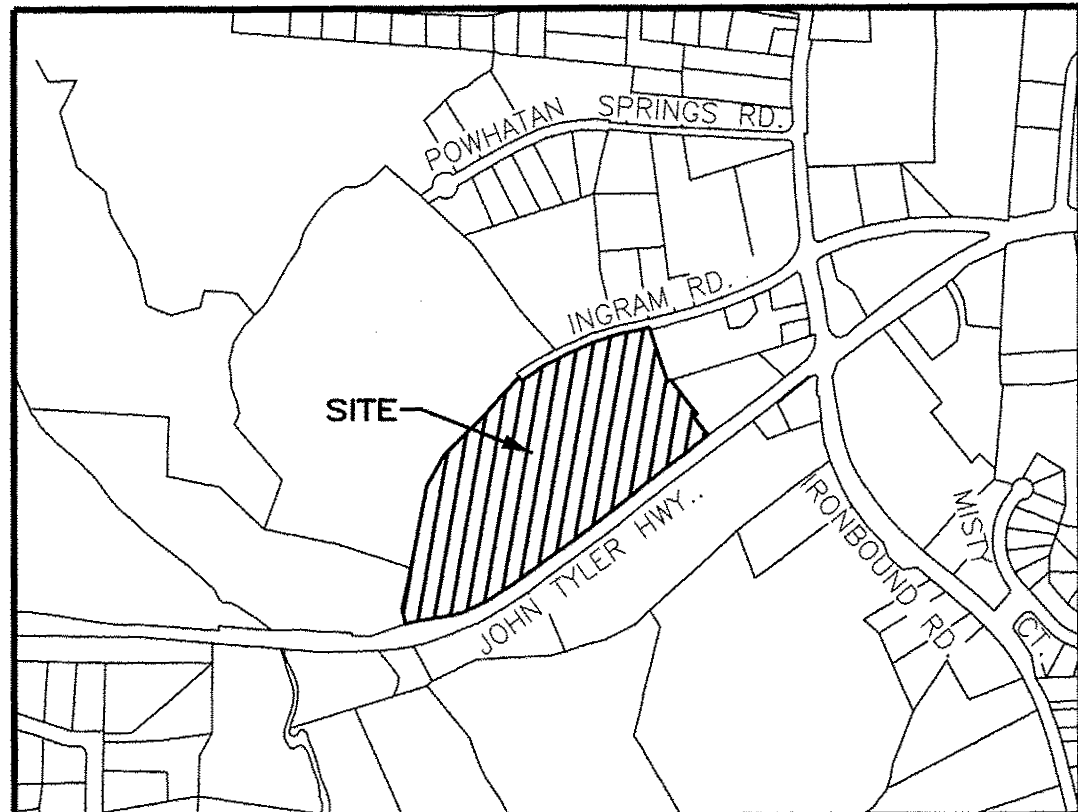 POWHATAN SPRINGS RD.
INGRAM RD.
SITE
JOHN TYLER HWY..
IRONBOUND RD.
MISTY CT.